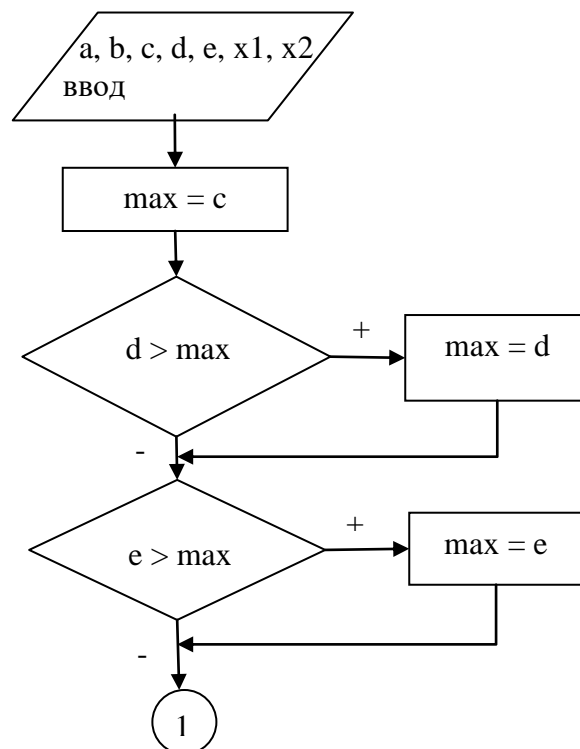 a, b, c, d, e, x1, x2
ввод
max = c
d > max
+
max = d
-
e > max
+
max = e
-
1